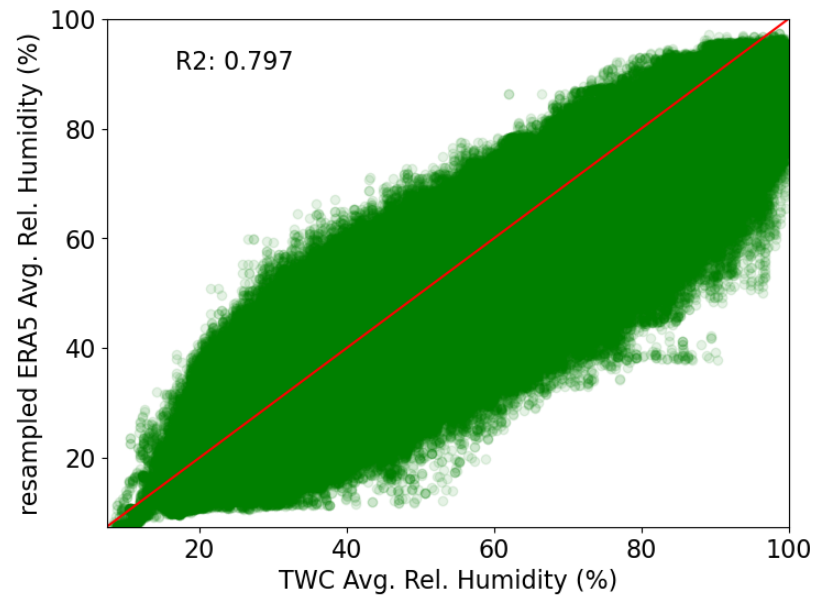 100
80
60
40
20
R2: 0.797
resampled ERA5 Avg. Rel. Humidity (%)
20 40 60 80 100
TWC Avg. Rel. Humidity (%)